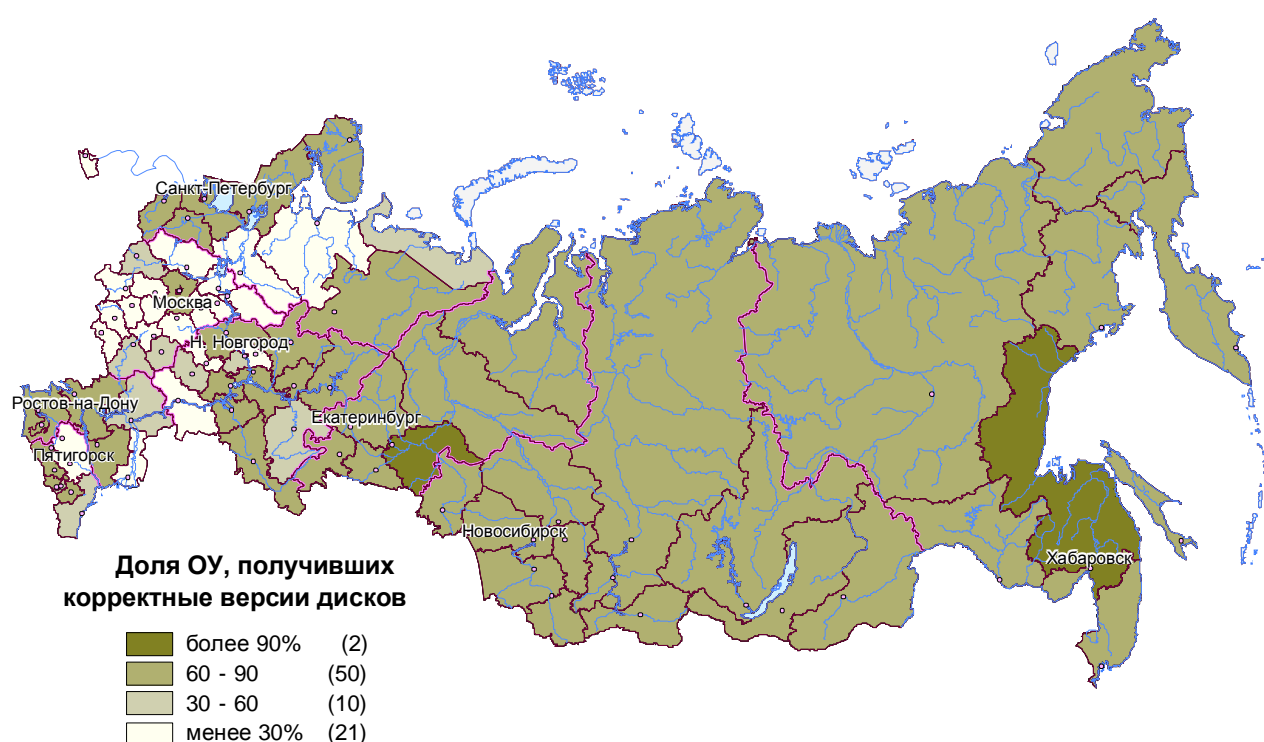 Санкт-Петербург
Москва
Н. Новгород
Ростов-на-Дону
Екатеринбург
Пятигорск
Новосибирск
Хабаровск
Доля ОУ, получивших
корректные версии дисков
более 90% (2)
60 - 90 (50)
30 - 60 (10)
менее 30% (21)